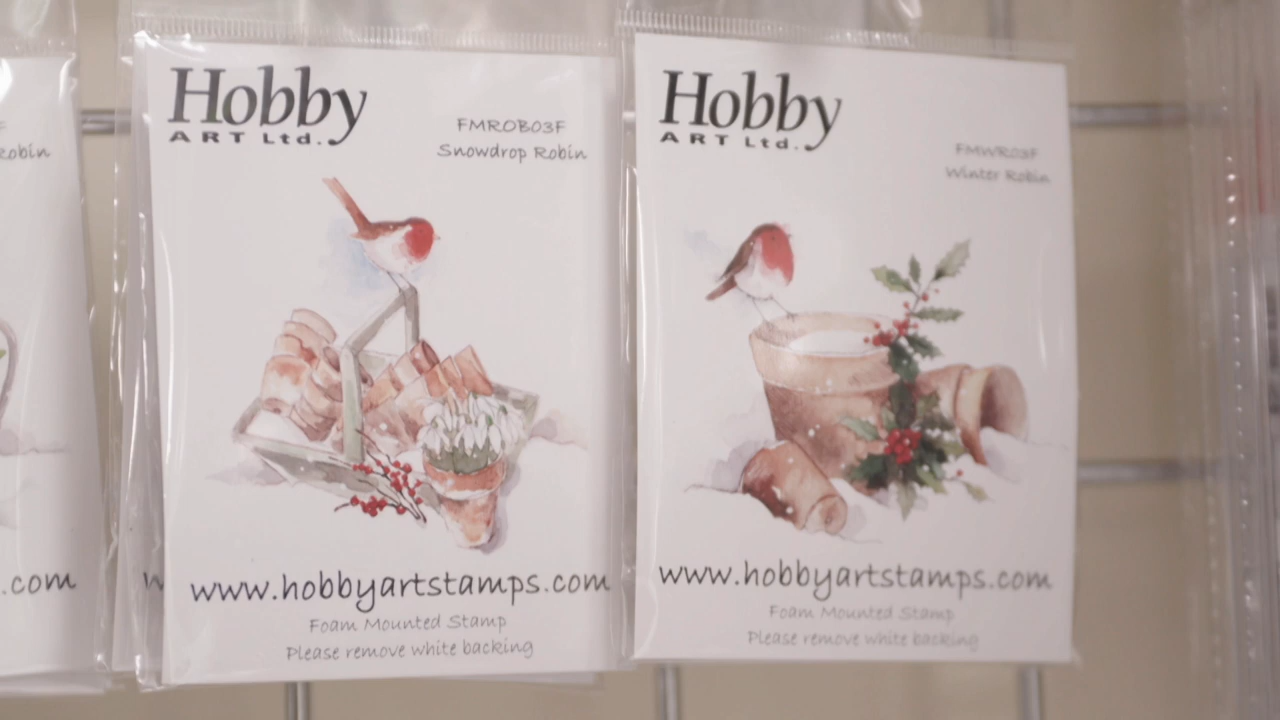 Robin
.com
Hobby
ART Ltd.
FMROB03F
Snowdrop Robin
www.hobbyartstamps.com
Foam Mounted Stamp
Please remove white backing
Hobby
ART Ltd.
FMWR03F
Winter Robin
www.hobbyartstamps.com
Foam Mounted Stamp
Please remove white backing